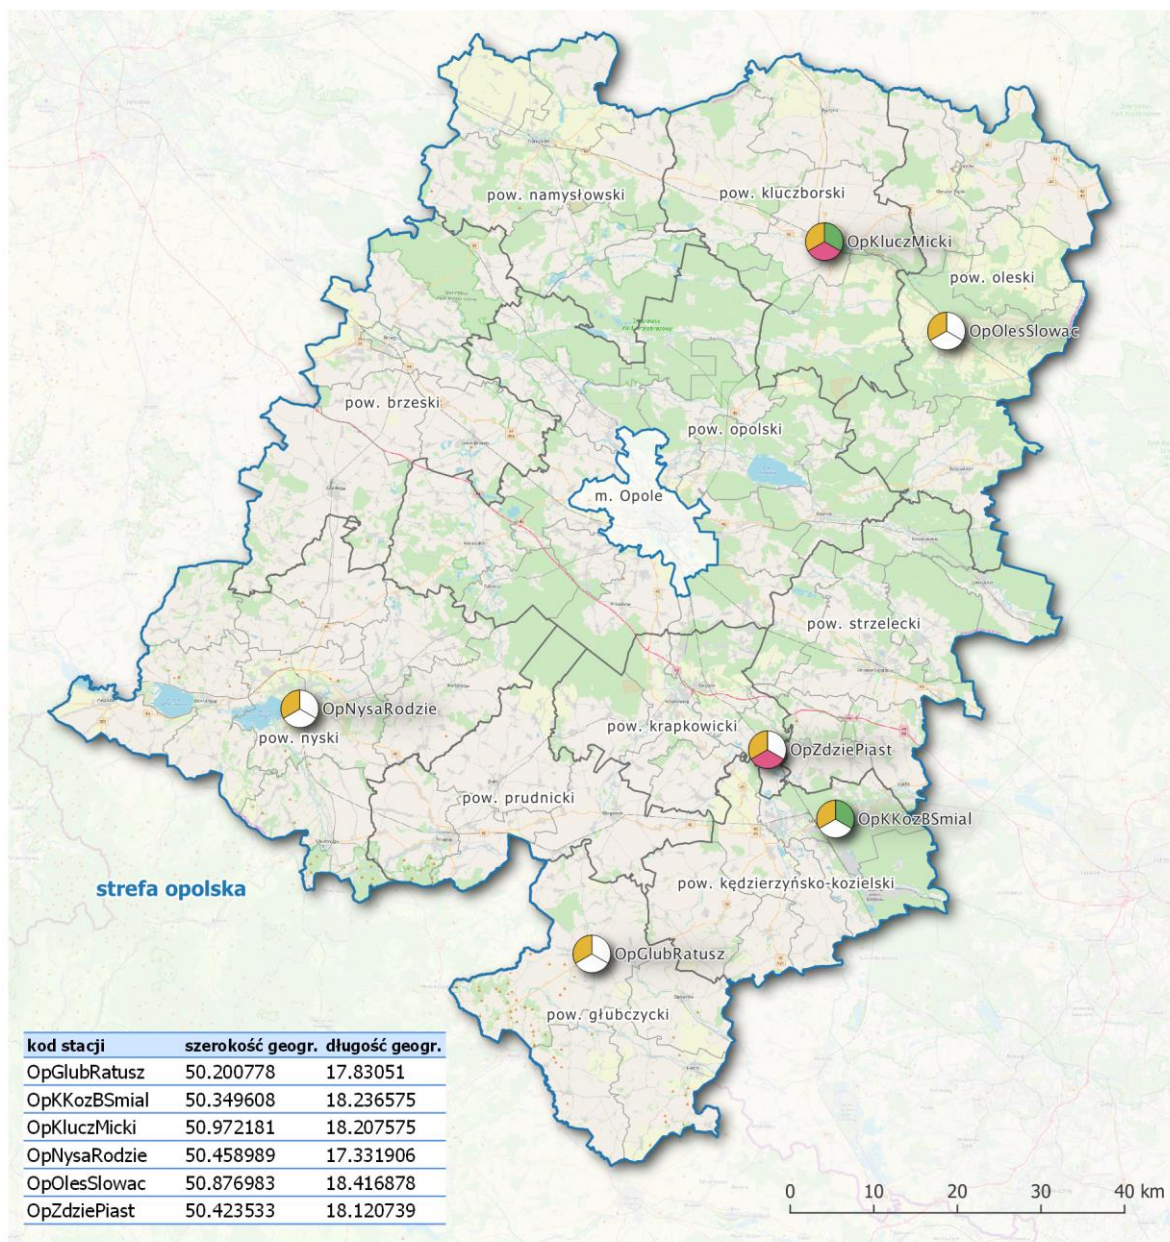 pow. namysłowski
pow. kluczborski
OpKluczMicki
pow. oleski
OpOlesSlowac
pow. brzeski
pow. opolski
m. Opole
pow. strzelecki
OpNysaRodzie
pow. nyski
pow. krapkowicki
OpZdziePiast
pow. prudnicki
OpKKozBSmial
strefa opolska
pow. kędzierzyńsko-kozielski
OpGlubRatusz
pow. głubczycki
kod stacji szerokość geogr. długość geogr.
OpGlubRatusz 50.200778 17.83051
OpKKozBSmial 50.349608 18.236575
OpKluczMicki 50.972181 18.207575
OpNysaRodzie 50.458989 17.331906
OpOlesSlowac 50.876983 18.416878
OpZdziePiast 50.423533 18.120739
0 10 20 30 40 km